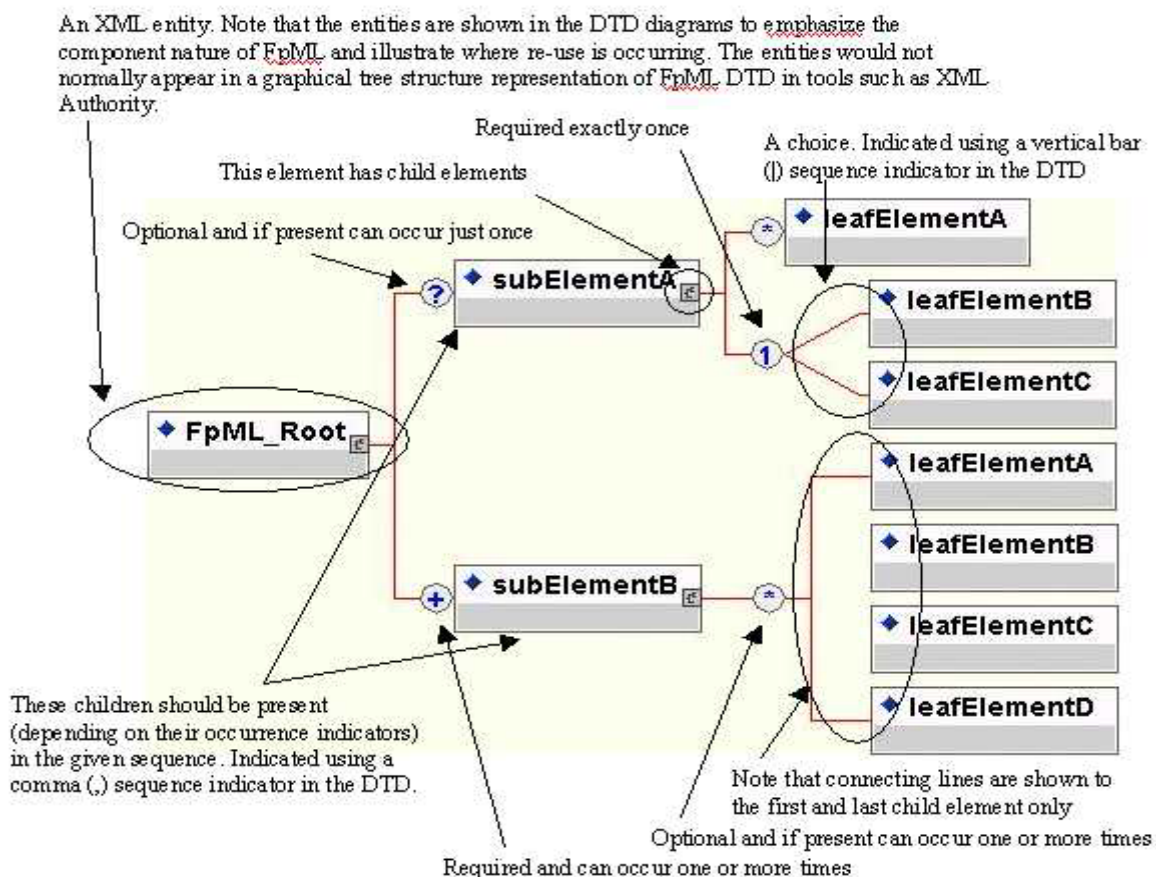 An XML entity. Note that the entities are shown in the DTD diagrams to emphasize the
component nature of FpML and illustrate where re-use is occurring. The entities would not
normally appear in a graphical tree structure representation of FpML DTD in tools such as XML
Authority.
Required exactly once
A choice. Indicated using a vertical bar
(|) sequence indicator in the DTD
This element has child elements
Optional and if present can occur just once
* leafElementA
? subElementA
leafElementB
1
leafElementC
FpML_Root
leafElementA
leafElementB
+ subElementB *
leafElementC
leafElementD
These children should be present
(depending on their occurrence indicators)
in the given sequence. Indicated using a
comma (,) sequence indicator in the DTD.
Note that connecting lines are shown to
the first and last child element only
Optional and if present can occur one or more times
Required and can occur one or more times